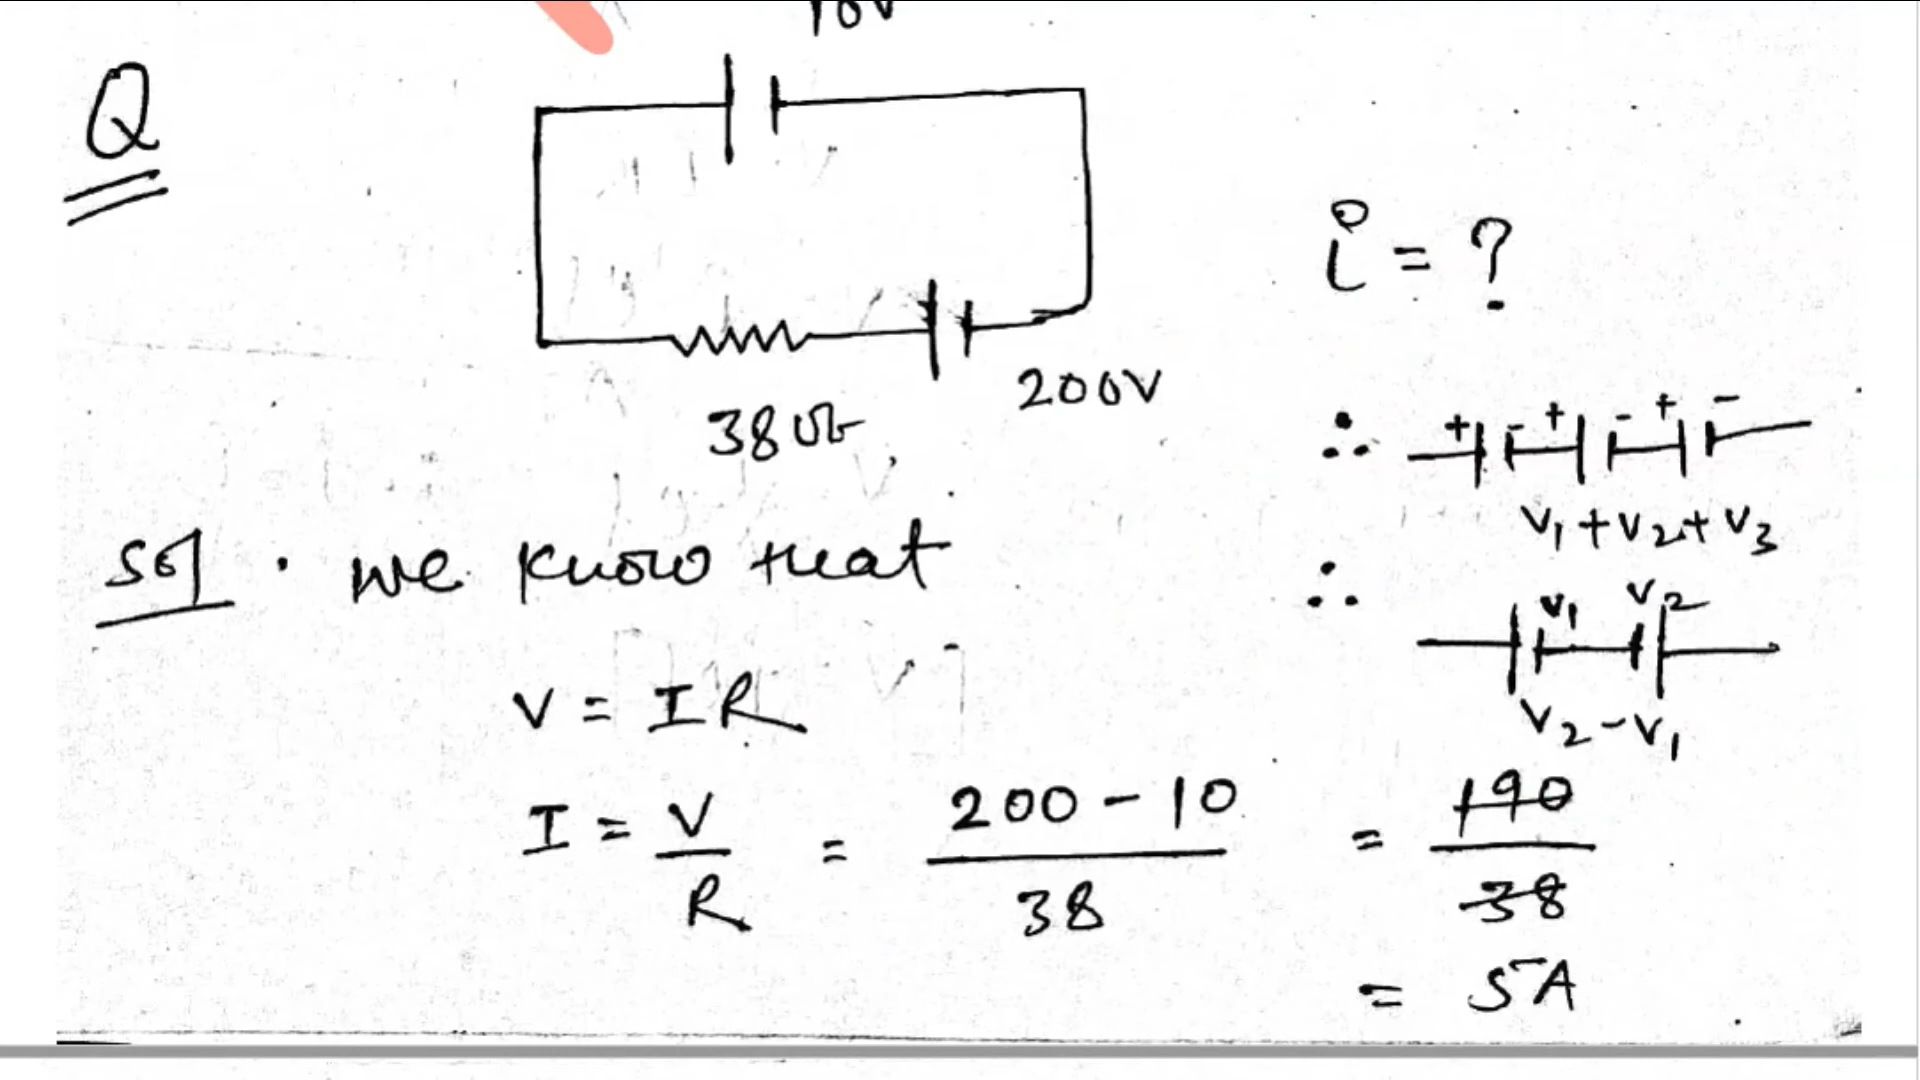 10V
Q
i = ?
200V
38Ω
∴ + - + - + -
V₁ + V₂ + V₃
Sol . We know that
∴ V₁ V₂
V₂ - V₁
V = IR
I = V/R = 200 - 10 / 38 = 190/38
= 5A